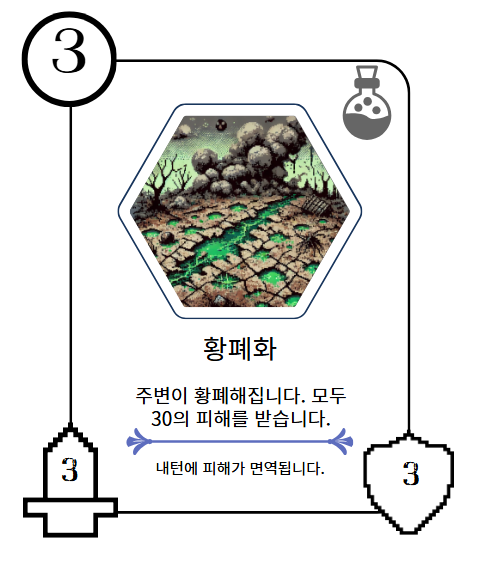 3
황폐화
주변이 황폐해집니다. 모두
30의 피해를 받습니다.
내턴에 피해가 면역됩니다.
3
3